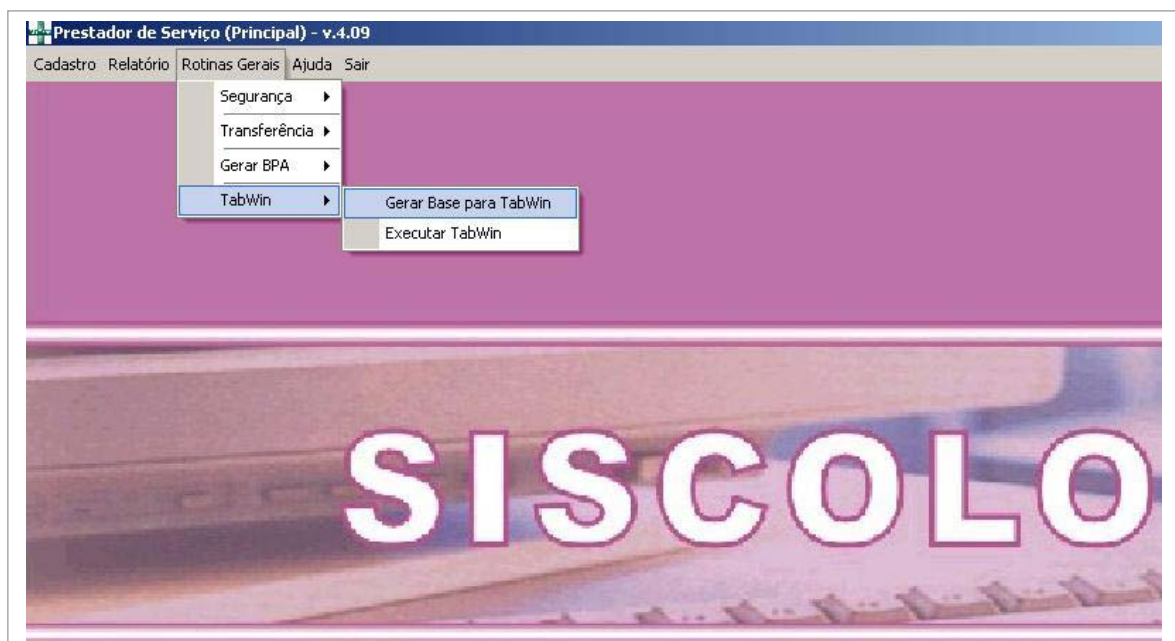 Prestador de Serviço (Principal) - v.4.09
Cadastro Relatório Rotinas Gerais Ajuda Sair
Segurança
Transferência
Gerar BPA
TabWin
Gerar Base para TabWin
Executar TabWin
SISCOLO